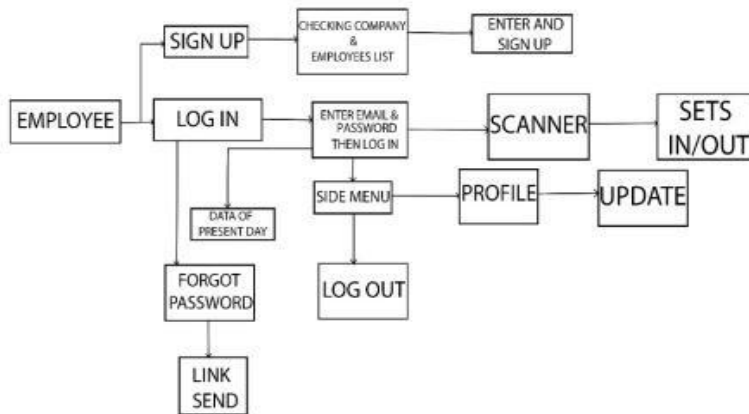 SIGN UP
CHECKING COMPANY
&
EMPLOYEES LIST
ENTER AND
SIGN UP
EMPLOYEE
LOG IN
ENTER EMAIL &
PASSWORD
THEN LOG IN
SCANNER
SETS
IN/OUT
DATA OF
PRESENT DAY
SIDE MENU
PROFILE
UPDATE
FORGOT
PASSWORD
LOG OUT
LINK
SEND